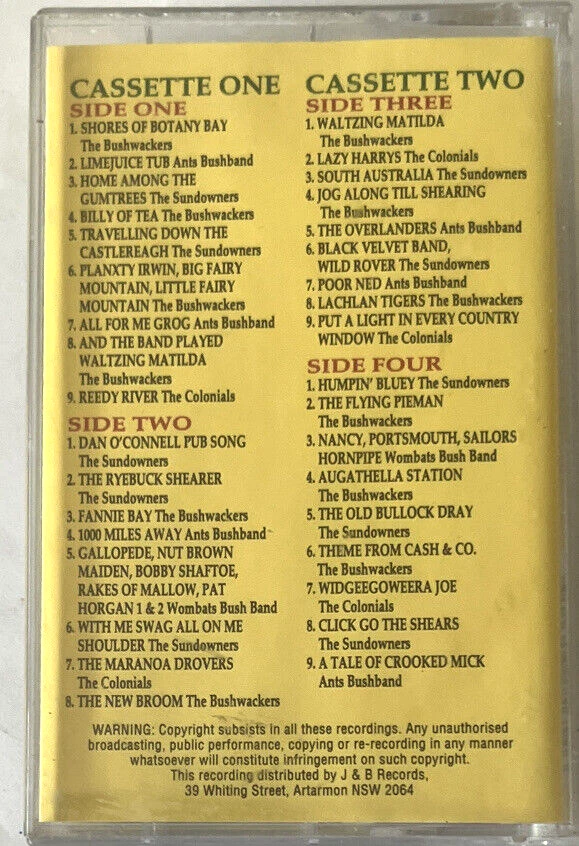 CASSETTE ONE
SIDE ONE
1. SHORES OF BOTANY BAY
The Bushwackers
2. LIMEJUICE TUB Ants Bushband
3. HOME AMONG THE
GUMTREES The Sundowners
4. BILLY OF TEA The Bushwackers
5. TRAVELLING DOWN THE
CASTLEREAGH The Sundowners
6. PLANXTY IRWIN, BIG FAIRY
MOUNTAIN, LITTLE FAIRY
MOUNTAIN The Bushwackers
7. ALL FOR ME GROG Ants Bushband
8. AND THE BAND PLAYED
WALTZING MATILDA
The Bushwackers
9. REEDY RIVER The Colonials
SIDE TWO
1. DAN O'CONNELL PUB SONG
The Sundowners
2. THE RYEBUCK SHEARER
The Sundowners
3. FANNIE BAY The Bushwackers
4. 1000 MILES AWAY Ants Bushband
5. GALLOPEDE, NUT BROWN
MAIDEN, BOBBY SHAFTOE,
RAKES OF MALLOW, PAT
HORGAN 1 & 2 Wombats Bush Band
6. WITH ME SWAG ALL ON ME
SHOULDER The Sundowners
7. THE MARANOA DROVERS
The Colonials
8. THE NEW BROOM The Bushwackers
CASSETTE TWO
SIDE THREE
1. WALTZING MATILDA
The Bushwackers
2. LAZY HARRYS The Colonials
3. SOUTH AUSTRALIA The Sundowners
4. JOG ALONG TILL SHEARING
The Bushwackers
5. THE OVERLANDERS Ants Bushband
6. BLACK VELVET BAND,
WILD ROVER The Sundowners
7. POOR NED Ants Bushband
8. LACHLAN TIGERS The Bushwackers
9. PUT A LIGHT IN EVERY COUNTRY
WINDOW The Colonials
SIDE FOUR
1. HUMPIN' BLUEY The Sundowners
2. THE FLYING PIEMAN
The Bushwackers
3. NANCY, PORTSMOUTH, SAILORS
HORNPIPE Wombats Bush Band
4. AUGATHELLA STATION
The Bushwackers
5. THE OLD BULLOCK DRAY
The Sundowners
6. THEME FROM CASH & CO.
The Bushwackers
7. WIDGEEGOWEERA JOE
The Colonials
8. CLICK GO THE SHEARS
The Sundowners
9. A TALE OF CROOKED MICK
Ants Bushband
WARNING: Copyright subsists in all these recordings. Any unauthorised
broadcasting, public performance, copying or re-recording in any manner
whatsoever will constitute infringement on such copyright.
This recording distributed by J & B Records,
39 Whiting Street, Artarmon NSW 2064